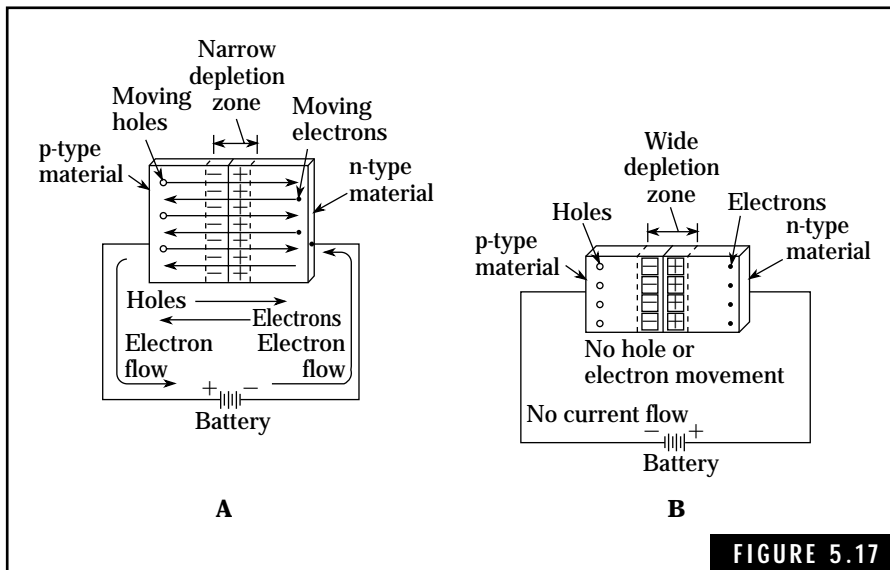 Narrow
depletion
zone
Moving
holes
Moving
electrons
p-type
material
n-type
material
Holes
Electrons
Electron
flow
Electron
flow
+ −
Battery
A
Wide
depletion
zone
Holes
Electrons
p-type
material
n-type
material
No hole or
electron movement
No current flow
− +
Battery
B
FIGURE 5.17